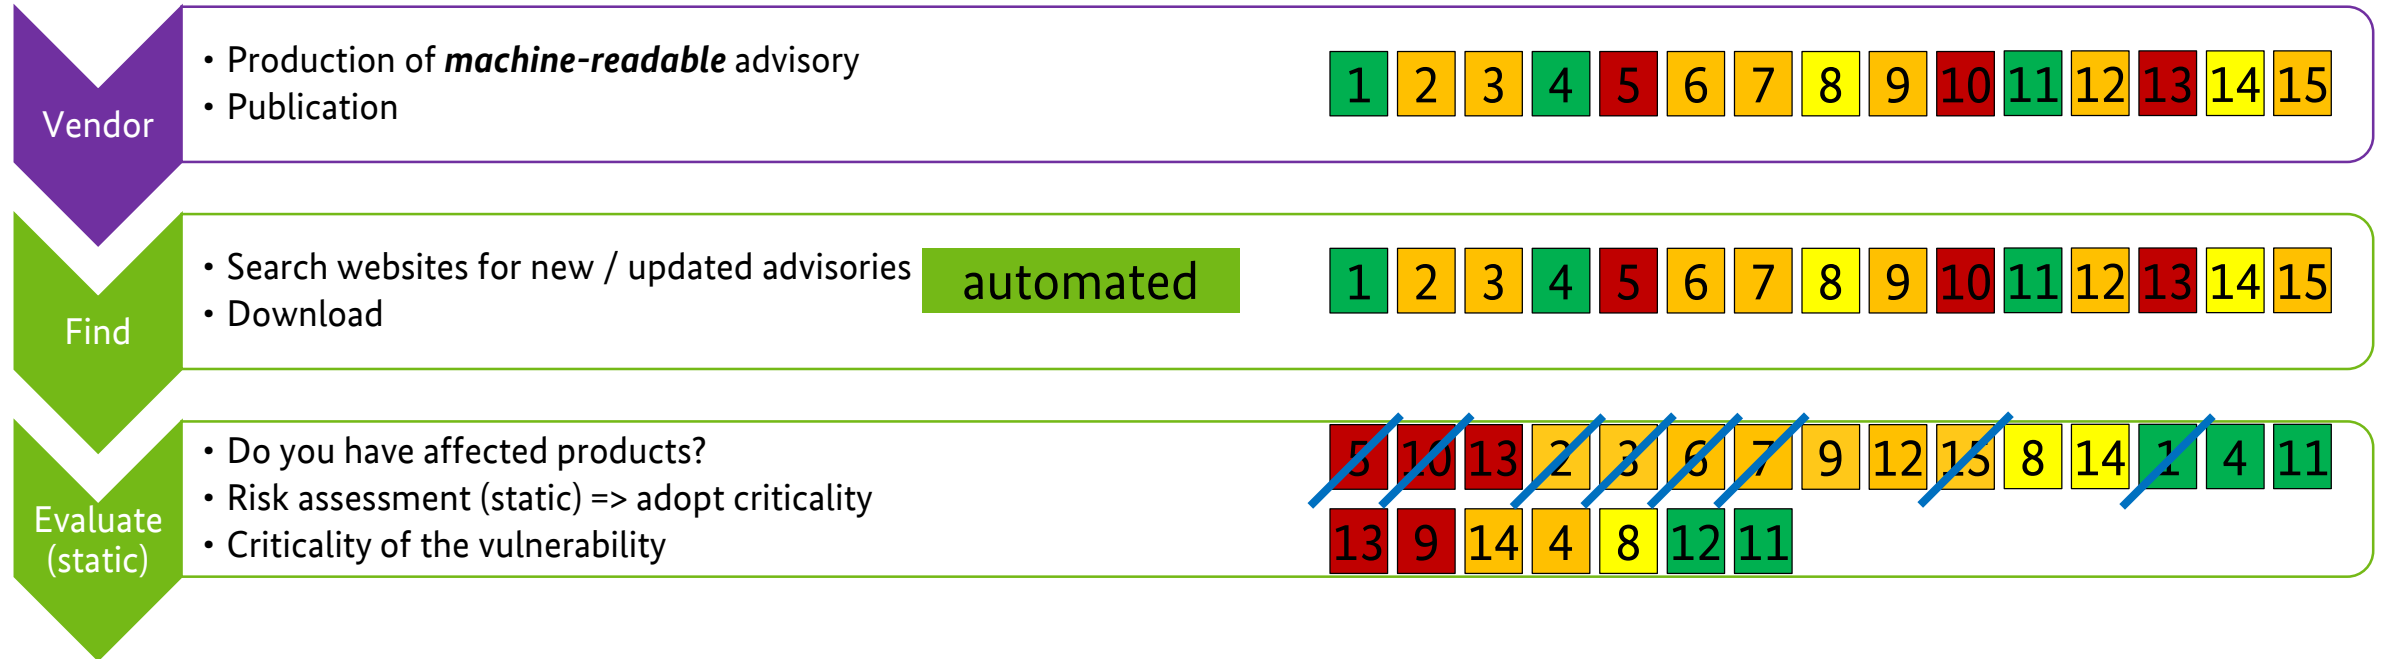 Vendor
• Production of machine-readable advisory
• Publication
1 2 3 4 5 6 7 8 9 10 11 12 13 14 15
Find
• Search websites for new / updated advisories
• Download
automated
1 2 3 4 5 6 7 8 9 10 11 12 13 14 15
Evaluate
(static)
• Do you have affected products?
• Risk assessment (static) => adopt criticality
• Criticality of the vulnerability
5 10 13 2 3 6 7 9 12 15 8 14 1 4 11
13 9 14 4 8 12 11